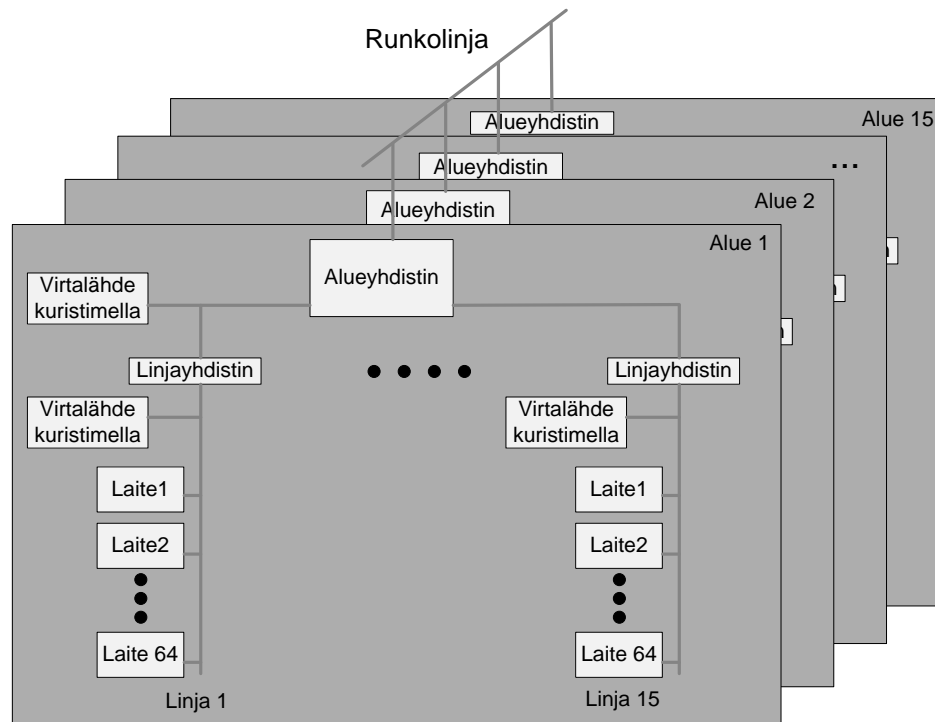 Runkolinja
Alueyhdistin
Alue 15
Alueyhdistin
...
Alueyhdistin
Alue 2
Alue 1
Alueyhdistin
Virtalähde
kuristimella
Linjayhdistin
Linjayhdistin
Virtalähde
kuristimella
Virtalähde
kuristimella
Laite1
Laite1
Laite2
Laite2
Laite 64
Laite 64
Linja 1
Linja 15